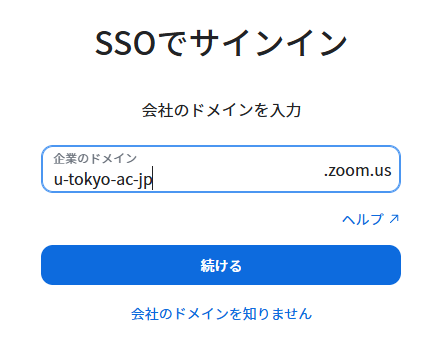 SSOでサインイン
会社のドメインを入力
企業のドメイン
u-tokyo-ac-jp .zoom.us
ヘルプ ↗
続ける
会社のドメインを知りません